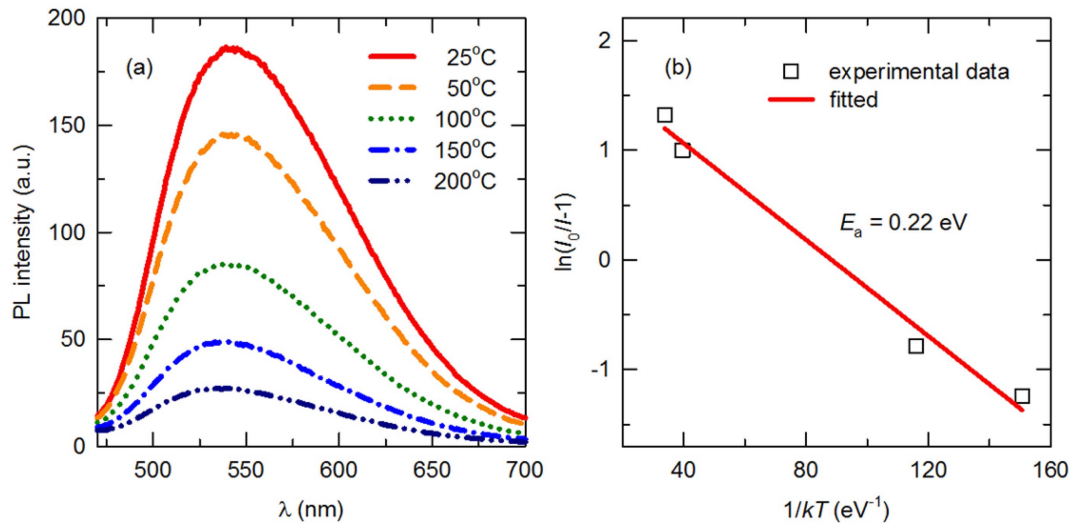 (a)
25°C
50°C
100°C
150°C
200°C
200
150
100
50
0
500
550
600
650
700
PL intensity (a.u.)
λ (nm)
(b)
experimental data
fitted
Eₐ = 0.22 eV
2
1
0
-1
40
80
120
160
ln(I₀/I-1)
1/kT (eV⁻¹)